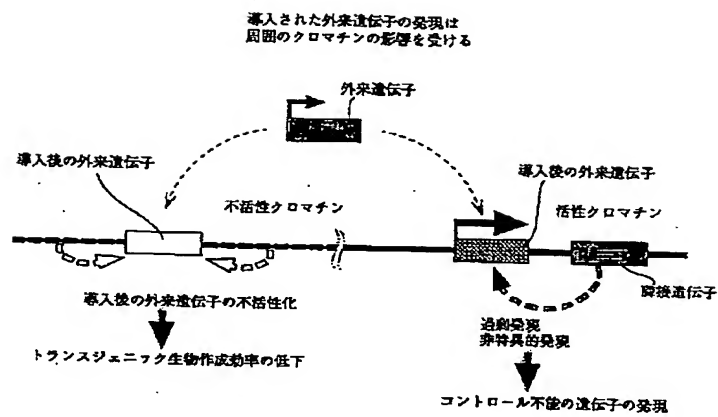 導入された外来遺伝子の発現は
周囲のクロマチンの影響を受ける
外来遺伝子
導入後の外来遺伝子
不活性クロマチン
導入後の外来遺伝子
活性クロマチン
隣接遺伝子
導入後の外来遺伝子の不活性化
過剰発現
非特異的発現
トランスジェニック生物作成効率の低下
コントロール不能の遺伝子の発現